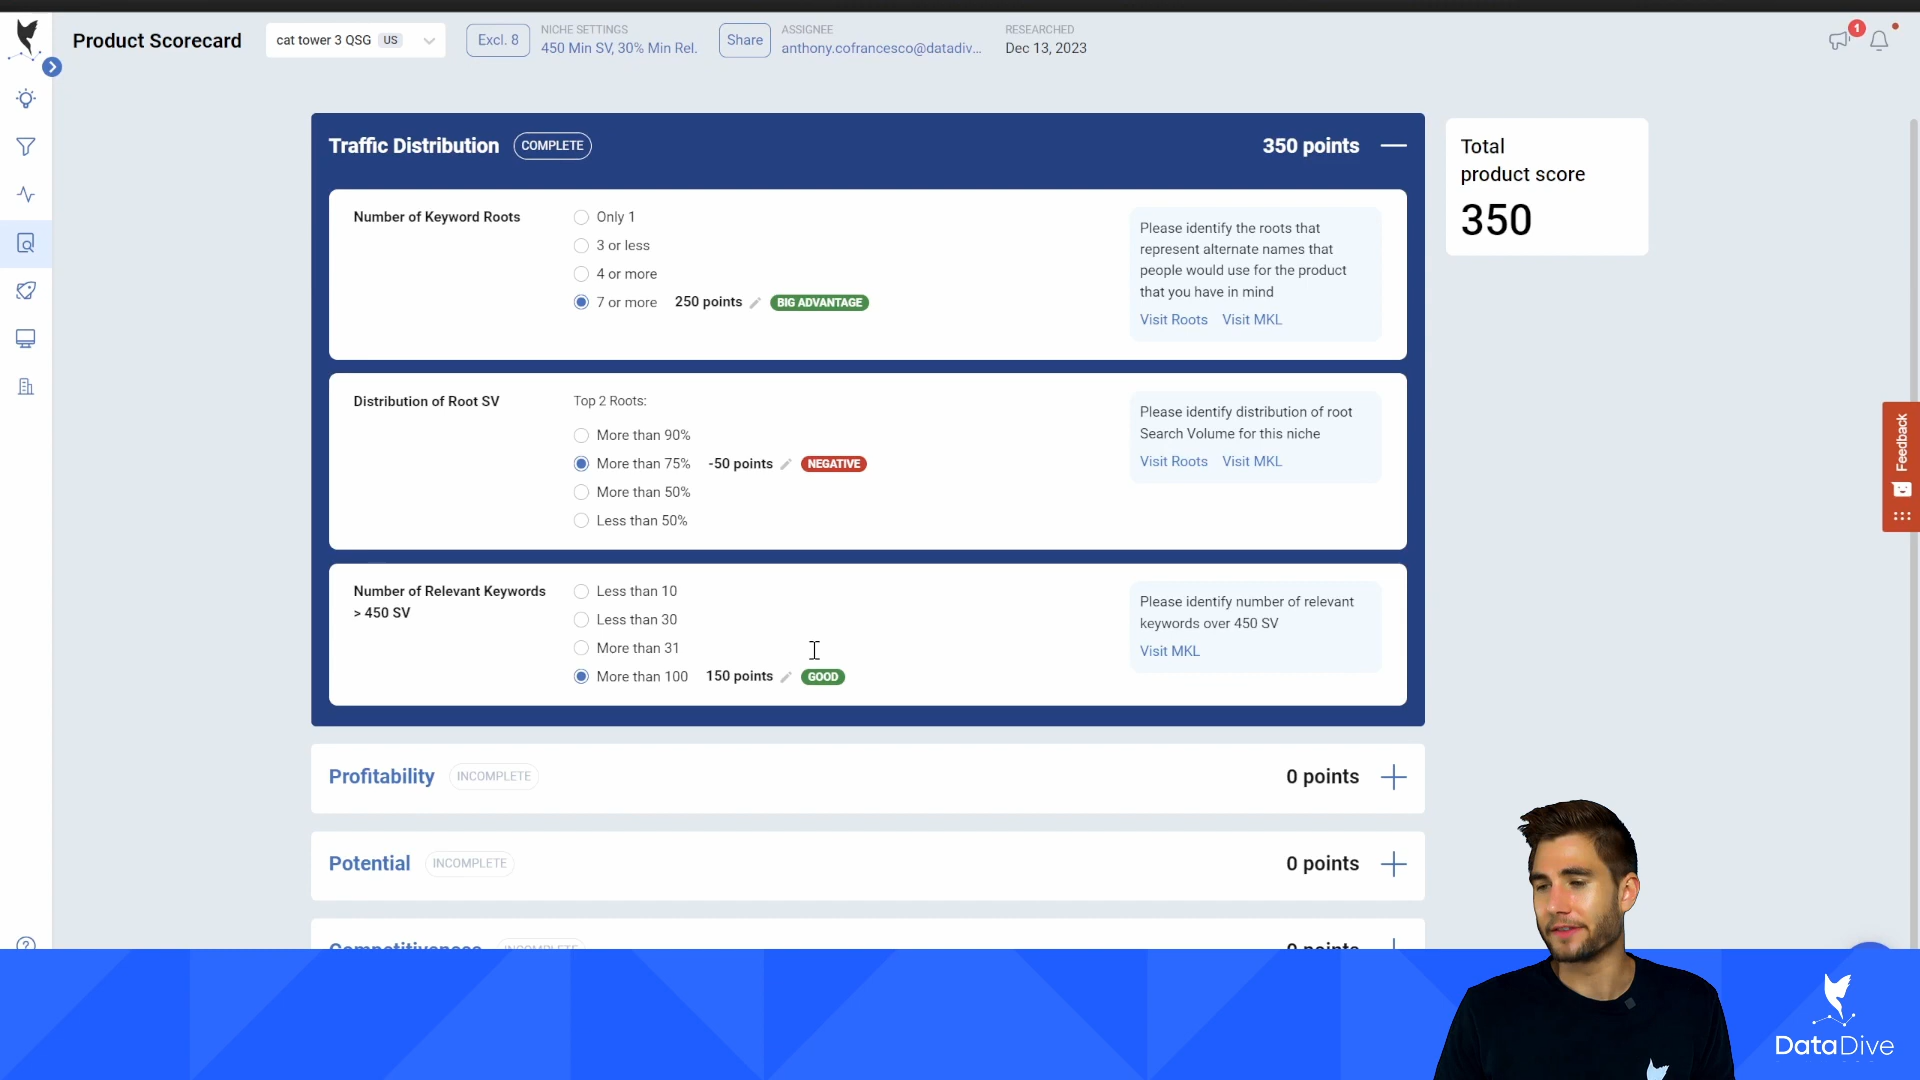 Product Scorecard
cat tower 3 QSG US
Excl. 8
NICHE SETTINGS
450 Min SV, 30% Min Rel.
Share
ASSIGNEE
anthony.cofrancesco@datadiv...
RESEARCHED
Dec 13, 2023
1
Traffic Distribution COMPLETE 350 points
Number of Keyword Roots
Only 1
3 or less
4 or more
7 or more 250 points BIG ADVANTAGE
Please identify the roots that
represent alternate names that
people would use for the product
that you have in mind
Visit Roots Visit MKL
Distribution of Root SV
Top 2 Roots:
More than 90%
More than 75% -50 points NEGATIVE
More than 50%
Less than 50%
Please identify distribution of root
Search Volume for this niche
Visit Roots Visit MKL
Number of Relevant Keywords
> 450 SV
Less than 10
Less than 30
More than 31
More than 100 150 points GOOD
Please identify number of relevant
keywords over 450 SV
Visit MKL
Profitability INCOMPLETE 0 points
Potential INCOMPLETE 0 points
Competitiveness INCOMPLETE 0 points
Total
product score
350
Feedback
DataDive